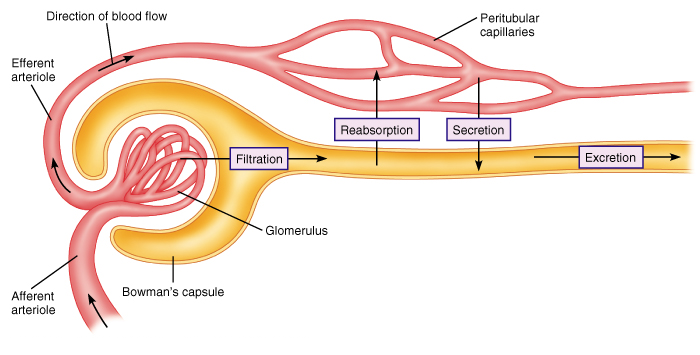 Direction of blood flow
Peritubular
capillaries
Efferent
arteriole
Reabsorption
Secretion
Filtration
Excretion
Glomerulus
Bowman's capsule
Afferent
arteriole